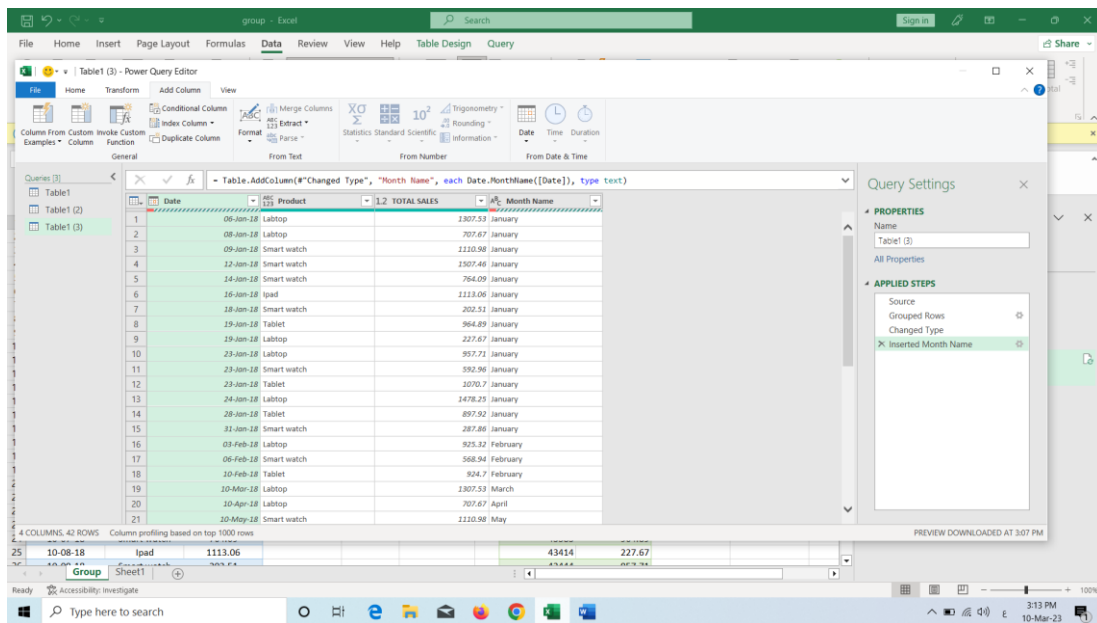 group - Excel Search Sign in
File Home Insert Page Layout Formulas Data Review View Help Table Design Query Share
Table1 (3) - Power Query Editor
File Home Transform Add Column View
Column From Examples Custom Column Invoke Custom Function
Conditional Column
Index Column
Duplicate Column
General
Format
Merge Columns
Extract
Parse
From Text
Statistics Standard Scientific
Trigonometry
Rounding
Information
From Number
Date Time Duration
From Date & Time
Queries [3]
Table1
Table1 (2)
Table1 (3)
= Table.AddColumn(#"Changed Type", "Month Name", each Date.MonthName([Date]), type text)
Date Product 1.2 TOTAL SALES Month Name
1 06-Jan-18 Labtop 1307.53 January
2 08-Jan-18 Labtop 707.67 January
3 09-Jan-18 Smart watch 1110.98 January
4 12-Jan-18 Smart watch 1507.46 January
5 14-Jan-18 Smart watch 764.09 January
6 16-Jan-18 Ipad 1113.06 January
7 18-Jan-18 Smart watch 202.51 January
8 19-Jan-18 Tablet 964.89 January
9 19-Jan-18 Labtop 227.67 January
10 23-Jan-18 Labtop 957.71 January
11 23-Jan-18 Smart watch 592.96 January
12 23-Jan-18 Tablet 1070.7 January
13 24-Jan-18 Labtop 1478.25 January
14 28-Jan-18 Tablet 897.92 January
15 31-Jan-18 Smart watch 287.86 January
16 03-Feb-18 Labtop 925.32 February
17 06-Feb-18 Smart watch 568.94 February
18 10-Feb-18 Tablet 924.7 February
19 10-Mar-18 Labtop 1307.53 March
20 10-Apr-18 Labtop 707.67 April
21 10-May-18 Smart watch 1110.98 May
Query Settings
PROPERTIES
Name
Table1 (3)
All Properties
APPLIED STEPS
Source
Grouped Rows
Changed Type
Inserted Month Name
4 COLUMNS, 42 ROWS Column profiling based on top 1000 rows PREVIEW DOWNLOADED AT 3:07 PM
25 10-08-18 Ipad 1113.06 43414 227.67
Group Sheet1
Ready Accessibility: Investigate 100%
Type here to search 3:13 PM
10-Mar-23